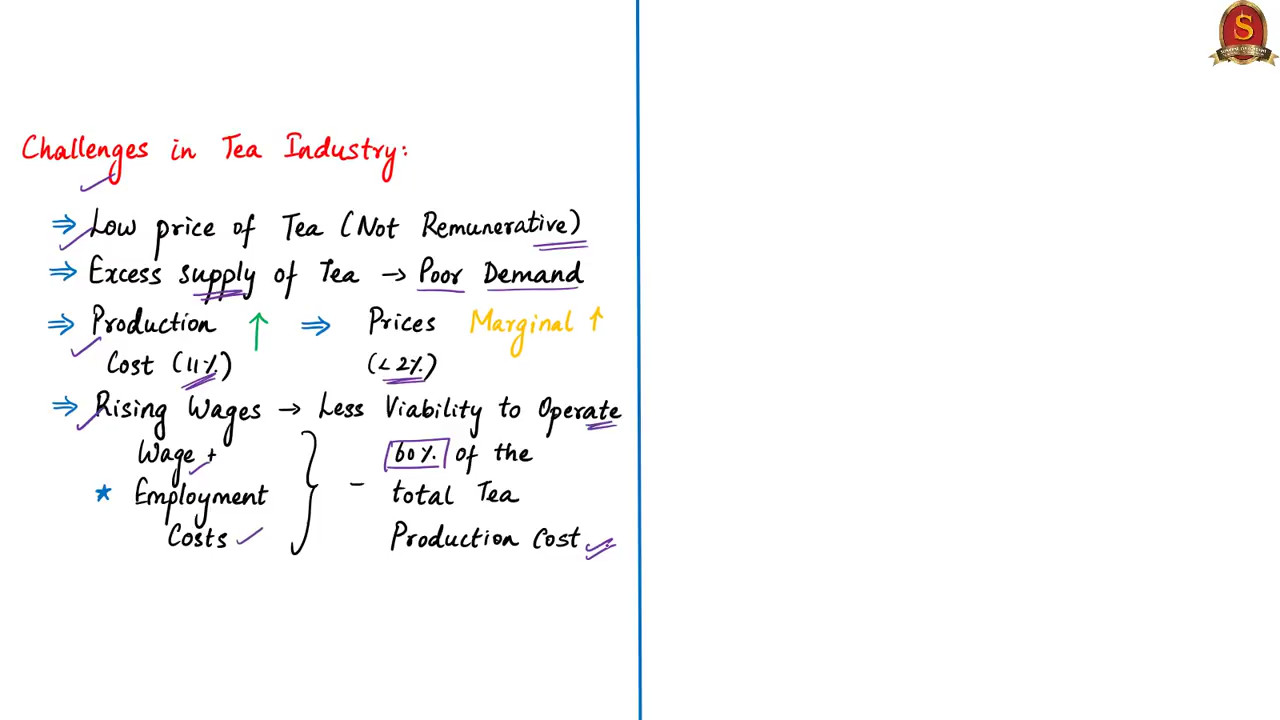 Challenges in Tea Industry:
⇒ Low price of Tea (Not Remunerative)
⇒ Excess supply of Tea → Poor Demand
⇒ Production ↑ ⇒ Prices Marginal ↑
Cost (11%) (<2%)
⇒ Rising Wages → Less Viability to Operate
Wage + } - 60% of the
* Employment total Tea
Costs Production Cost
S